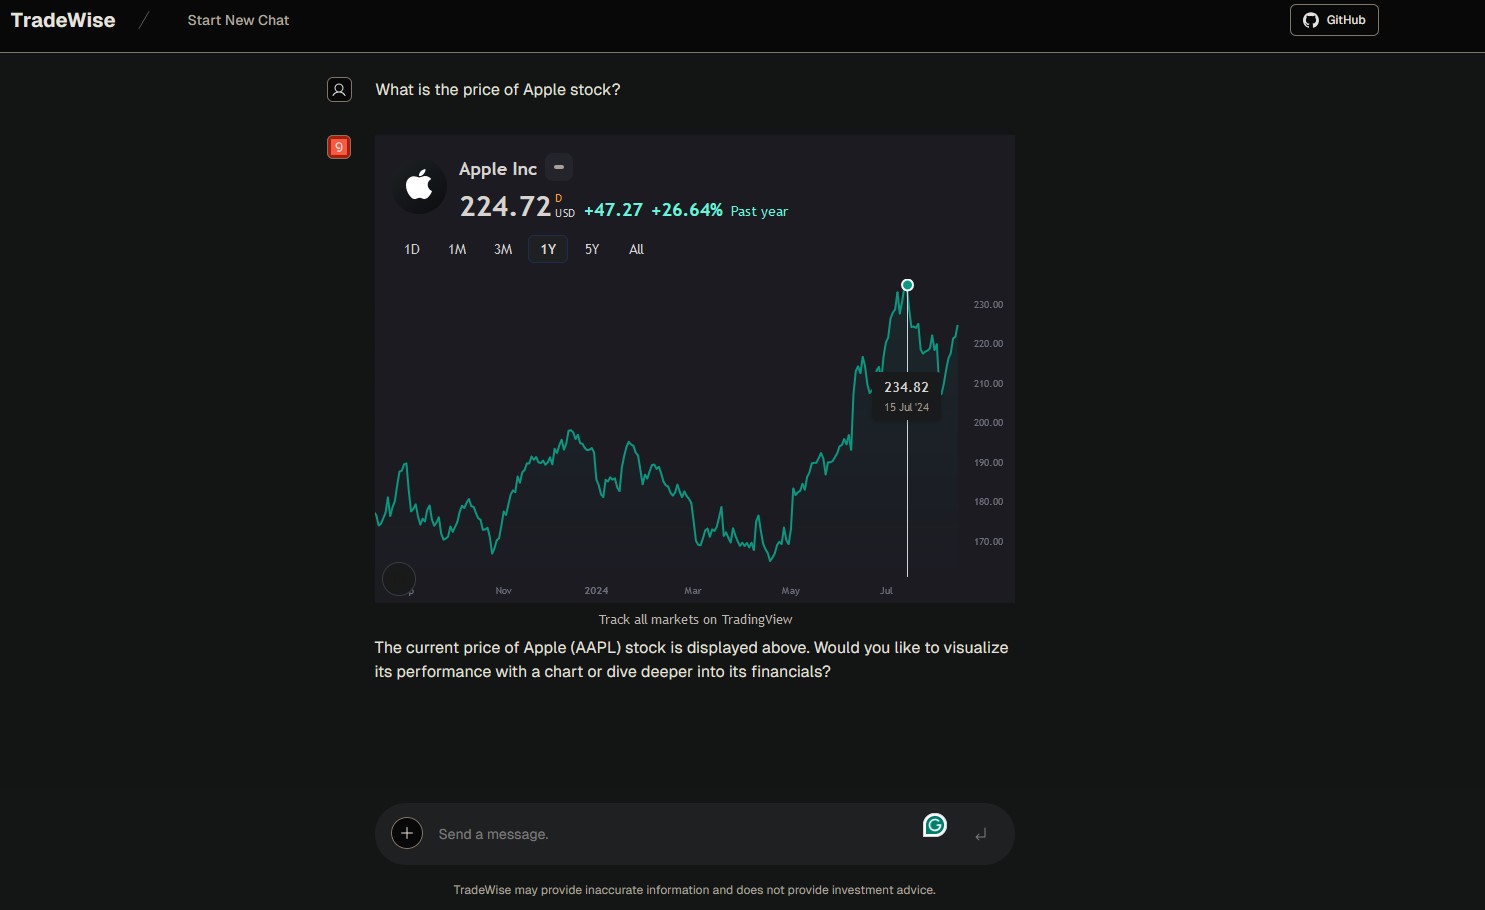 TradeWise / Start New Chat GitHub
What is the price of Apple stock?
9
Apple Inc
224.72 D USD +47.27 +26.64% Past year
1D 1M 3M 1Y 5Y All
230.00
220.00
210.00
234.82
15 Jul '24
200.00
190.00
180.00
170.00
Nov 2024 Mar May Jul
Track all markets on TradingView
The current price of Apple (AAPL) stock is displayed above. Would you like to visualize
its performance with a chart or dive deeper into its financials?
Send a message.
G
TradeWise may provide inaccurate information and does not provide investment advice.